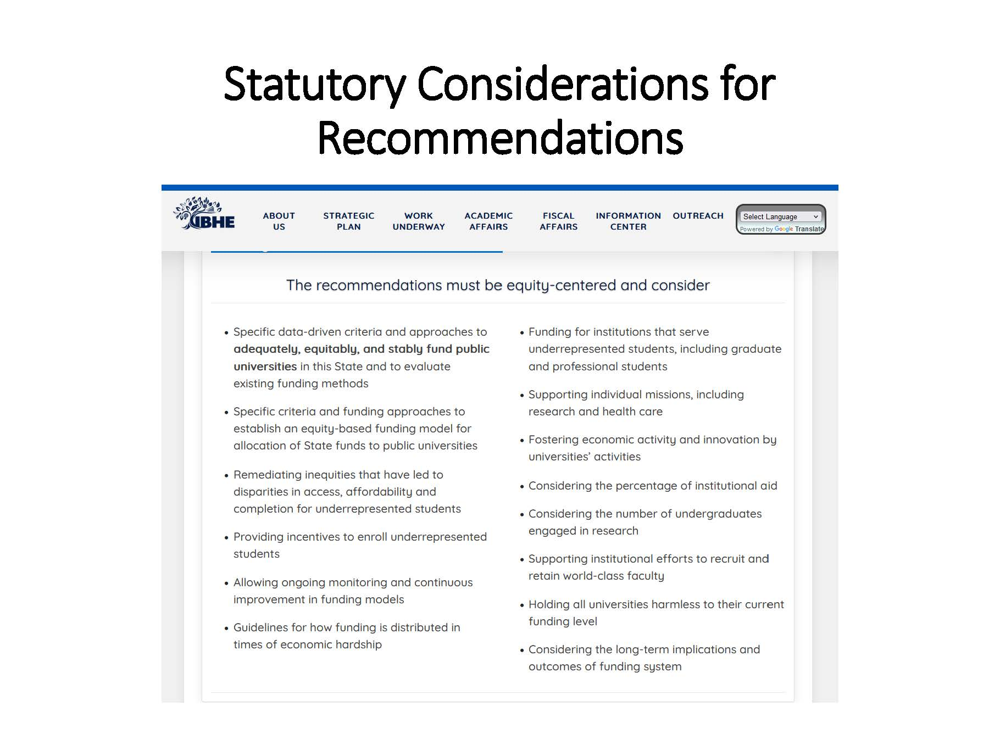 Statutory Considerations for
Recommendations
IBHE
ABOUT
US
STRATEGIC
PLAN
WORK
UNDERWAY
ACADEMIC
AFFAIRS
FISCAL
AFFAIRS
INFORMATION
CENTER
OUTREACH
Select Language
Powered by Google Translate
The recommendations must be equity-centered and consider
• Specific data-driven criteria and approaches to
adequately, equitably, and stably fund public
universities in this State and to evaluate
existing funding methods
• Specific criteria and funding approaches to
establish an equity-based funding model for
allocation of State funds to public universities
• Remediating inequities that have led to
disparities in access, affordability and
completion for underrepresented students
• Providing incentives to enroll underrepresented
students
• Allowing ongoing monitoring and continuous
improvement in funding models
• Guidelines for how funding is distributed in
times of economic hardship
• Funding for institutions that serve
underrepresented students, including graduate
and professional students
• Supporting individual missions, including
research and health care
• Fostering economic activity and innovation by
universities’ activities
• Considering the percentage of institutional aid
• Considering the number of undergraduates
engaged in research
• Supporting institutional efforts to recruit and
retain world-class faculty
• Holding all universities harmless to their current
funding level
• Considering the long-term implications and
outcomes of funding system